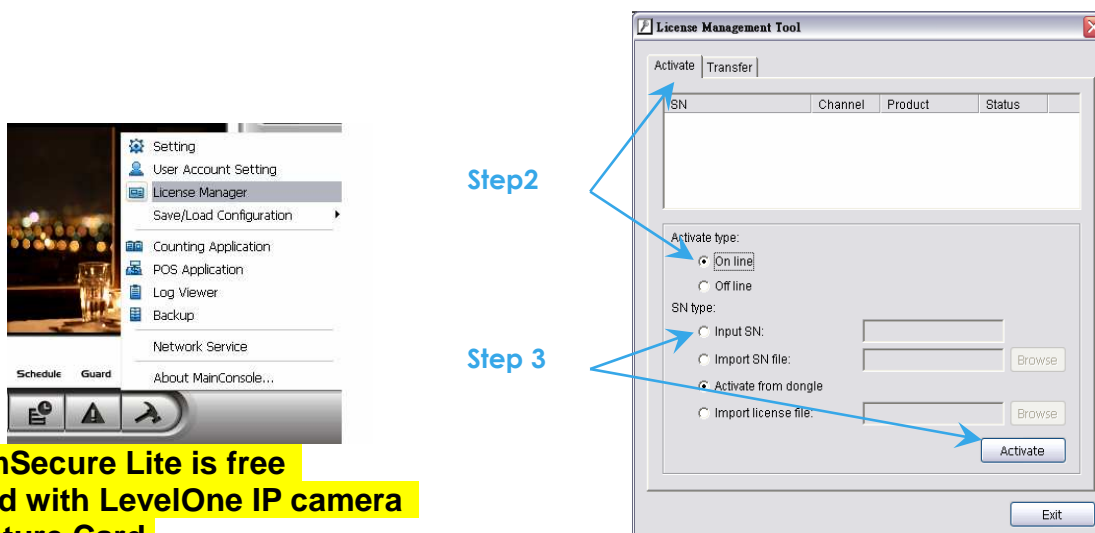 Setting
User Account Setting
License Manager
Save/Load Configuration
Counting Application
POS Application
Log Viewer
Backup
Network Service
About MainConsole...
Schedule Guard
Secure Lite is free
with LevelOne IP camera
Card
Step2
Step 3
License Management Tool
Activate Transfer
SN Channel Product Status
Activate type:
On line
Off line
SN type:
Input SN:
Import SN file: Browse
Activate from dongle
Import license file: Browse
Activate
Exit